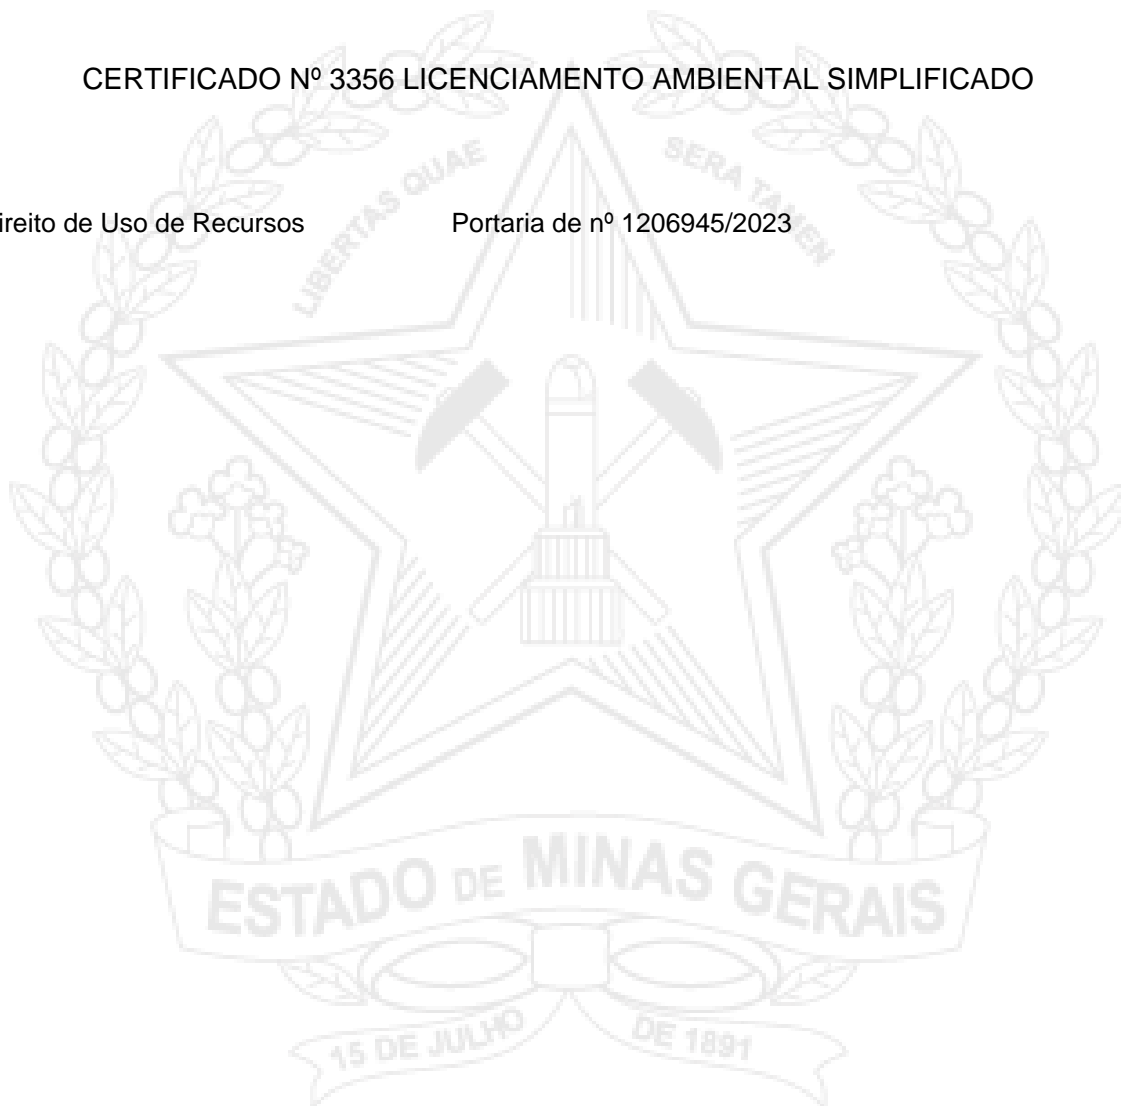 CERTIFICADO Nº 3356 LICENCIAMENTO AMBIENTAL SIMPLIFICADO
LIBERTAS QUAE SERA TAMEN
ireito de Uso de Recursos Portaria de nº 1206945/2023
ESTADO DE MINAS GERAIS
15 DE JULHO DE 1891